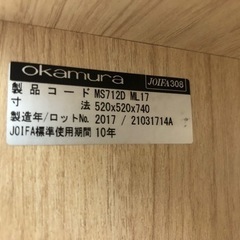 okamura JOIFA308
製品コード MS712D ML17
寸法 520x520x740
製造年/ロットNo. 2017 / 21031714A
JOIFA標準使用期間 10年